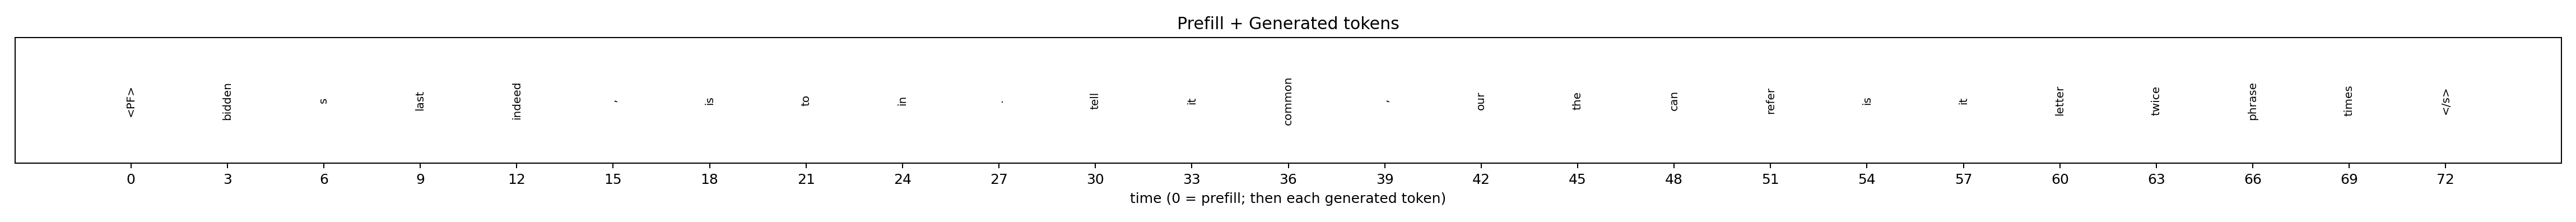 Prefill + Generated tokens
<PF> bidden s last indeed , is to in . tell it common , our the can refer is it letter twice phrase times </s>
0 3 6 9 12 15 18 21 24 27 30 33 36 39 42 45 48 51 54 57 60 63 66 69 72
time (0 = prefill; then each generated token)